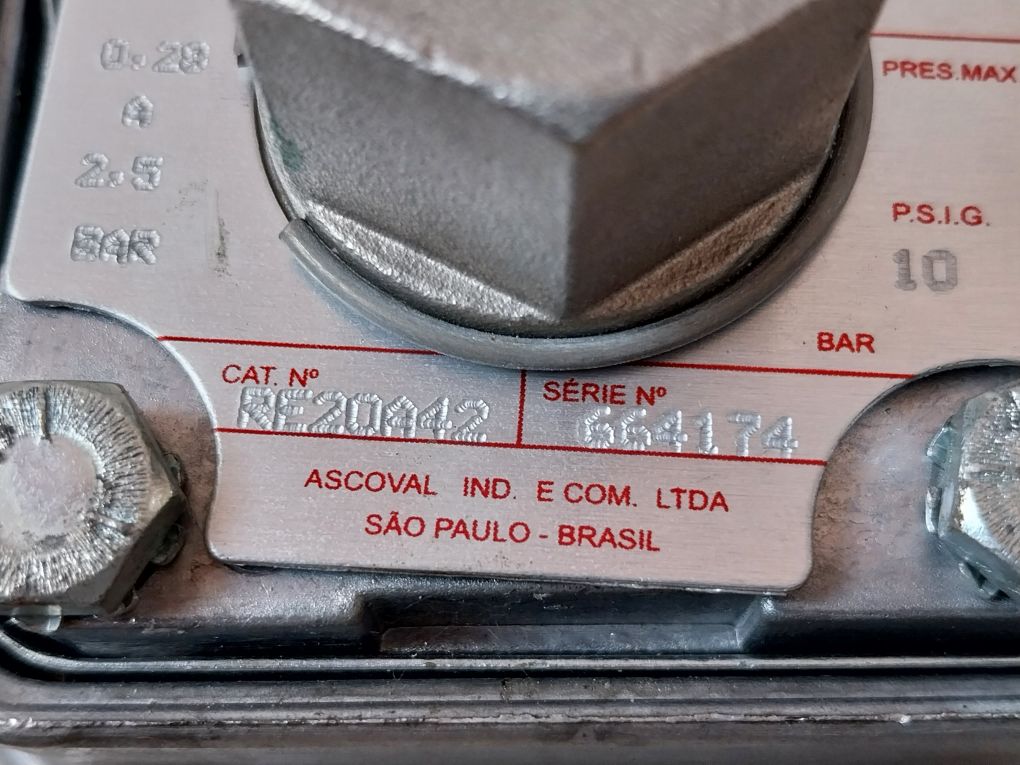 0.28
A
2.5
BAR
PRES.MAX
P.S.I.G.
10
BAR
CAT. Nº
RE20A42
SÉRIE Nº
664174
ASCOVAL IND. E COM. LTDA
SÃO PAULO - BRASIL